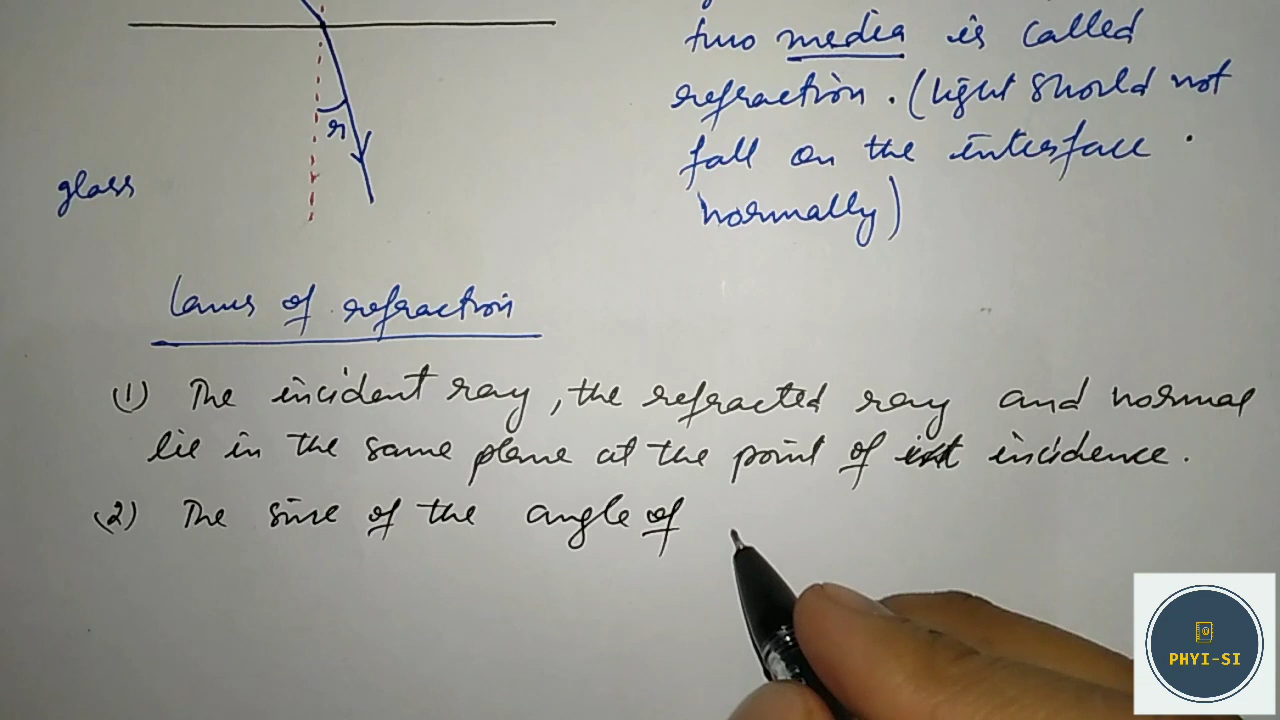 two media is called
refraction. (light should not
fall on the interface
normally)
r
glass
Laws of refraction
(1) The incident ray, the refracted ray and normal
lie in the same plane at the point of incidence.
(2) The sine of the angle of
PHYI-SI